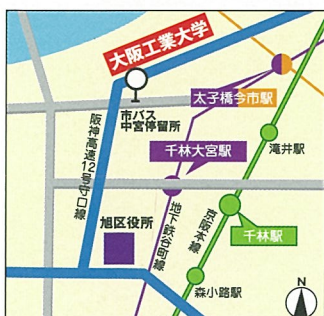 大阪工業大学
太子橋今市駅
市バス
中宮停留所
千林大宮駅
滝井駅
阪神高速12号守口線
旭区役所
地下鉄谷町線
京阪本線
千林駅
森小路駅
N